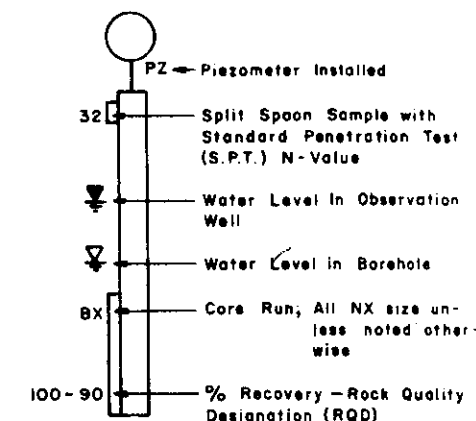 PZ Piezometer Installed
32 Split Spoon Sample with
Standard Penetration Test
(S.P.T.) N-Value
Water Level In Observation
Well
Water Level in Borehole
BX Core Run; All NX size un-
less noted other-
wise
100-90 % Recovery - Rock Quality
Designation (RQD)